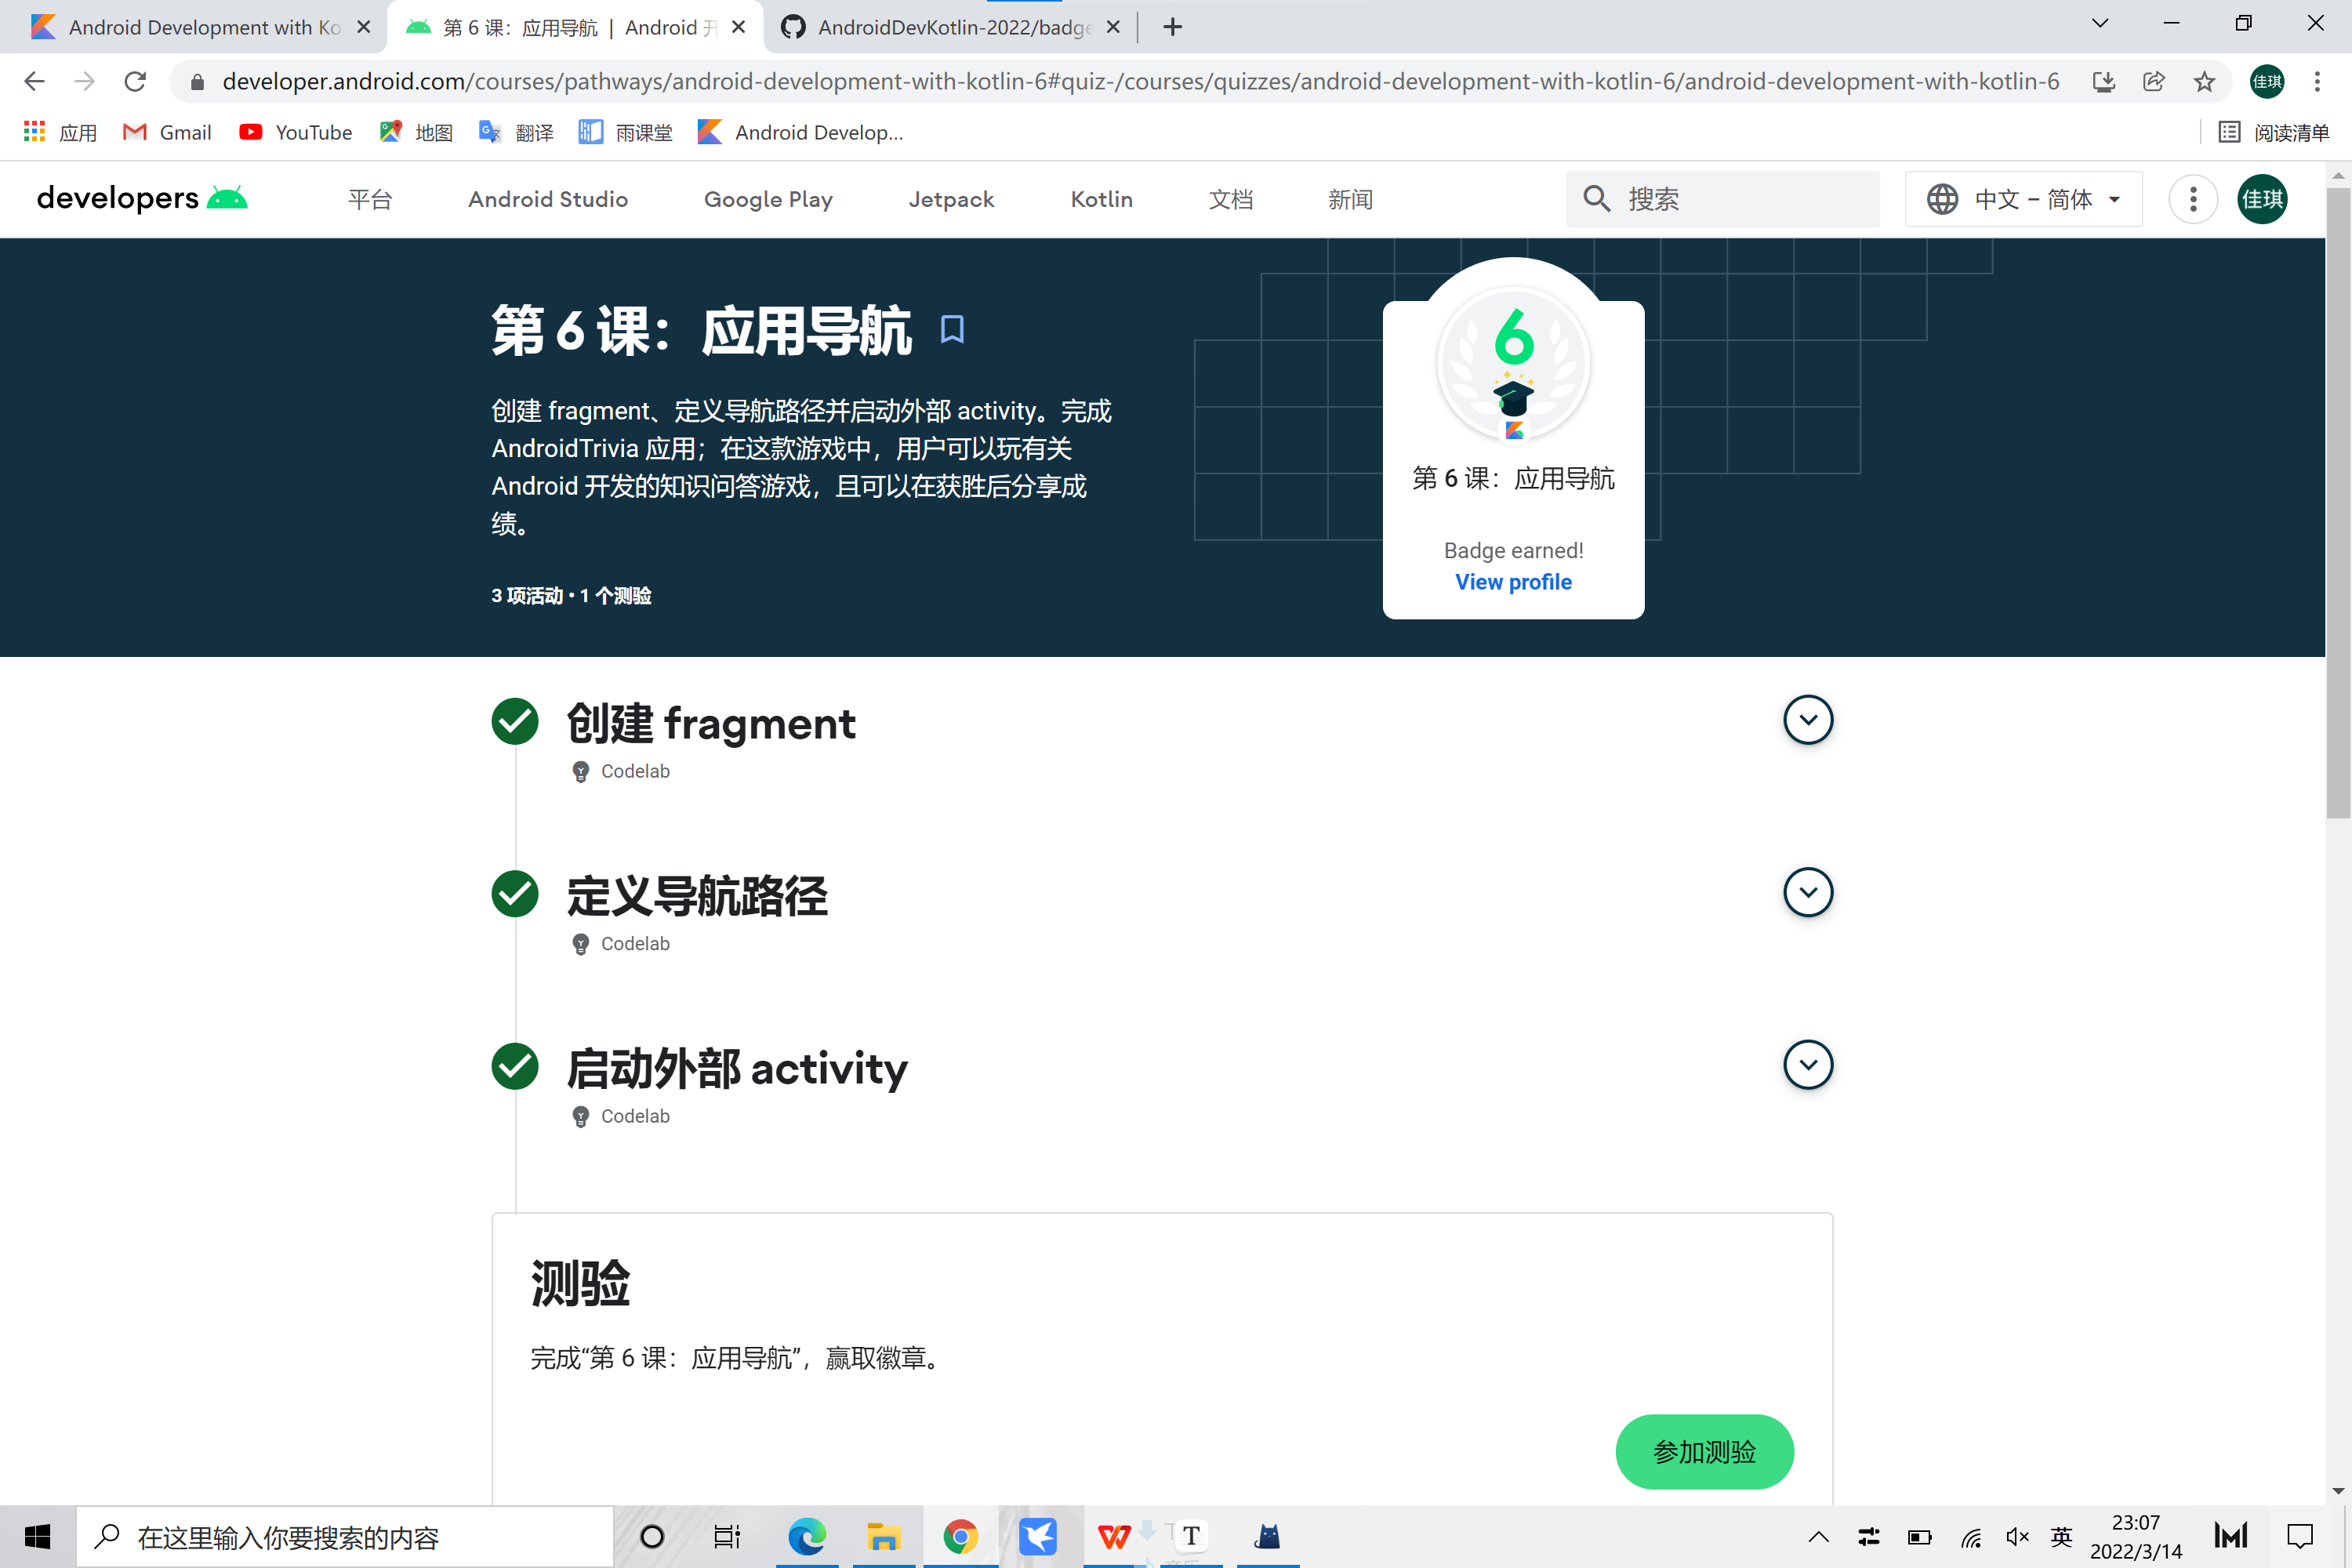 Android Development with Ko
第 6 课：应用导航 | Android 开
AndroidDevKotlin-2022/badge
developer.android.com/courses/pathways/android-development-with-kotlin-6#quiz-/courses/quizzes/android-development-with-kotlin-6/android-development-with-kotlin-6
佳琪
应用 Gmail YouTube 地图 翻译 雨课堂 Android Develop... 阅读清单
developers 平台 Android Studio Google Play Jetpack Kotlin 文档 新闻 搜索 中文 – 简体 佳琪
第 6 课：应用导航
创建 fragment、定义导航路径并启动外部 activity。完成
AndroidTrivia 应用；在这款游戏中，用户可以玩有关
Android 开发的知识问答游戏，且可以在获胜后分享成
绩。
3 项活动 • 1 个测验
6
第 6 课：应用导航
Badge earned!
View profile
创建 fragment
Codelab
定义导航路径
Codelab
启动外部 activity
Codelab
测验
完成“第 6 课：应用导航”，赢取徽章。
参加测验
在这里输入你要搜索的内容
英
23:07
2022/3/14